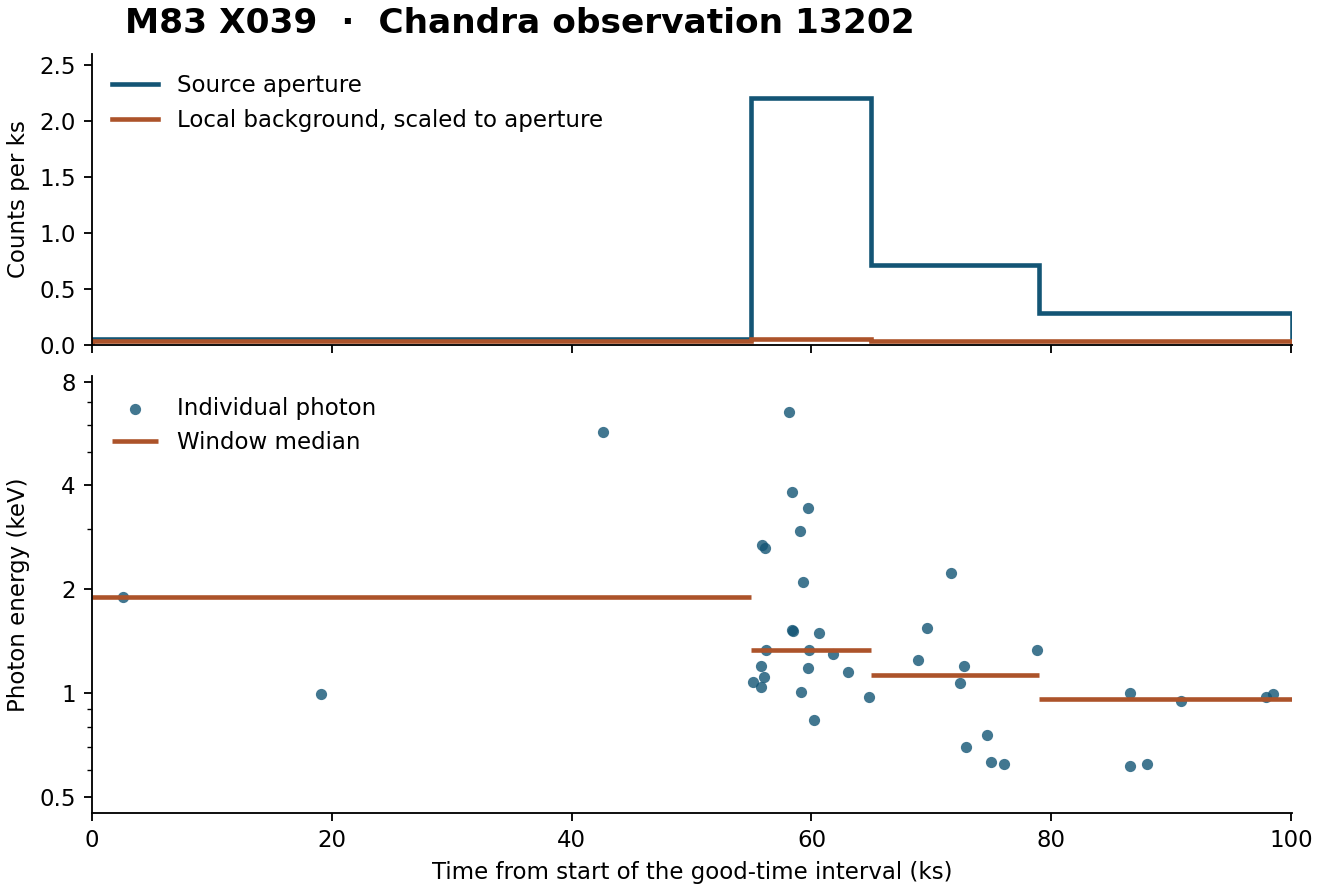 M83 X039 · Chandra observation 13202
2.5
2.0
1.5
1.0
0.5
0.0
Counts per ks
Source aperture
Local background, scaled to aperture
8
4
2
1
0.5
Photon energy (keV)
Individual photon
Window median
0 20 40 60 80 100
Time from start of the good-time interval (ks)